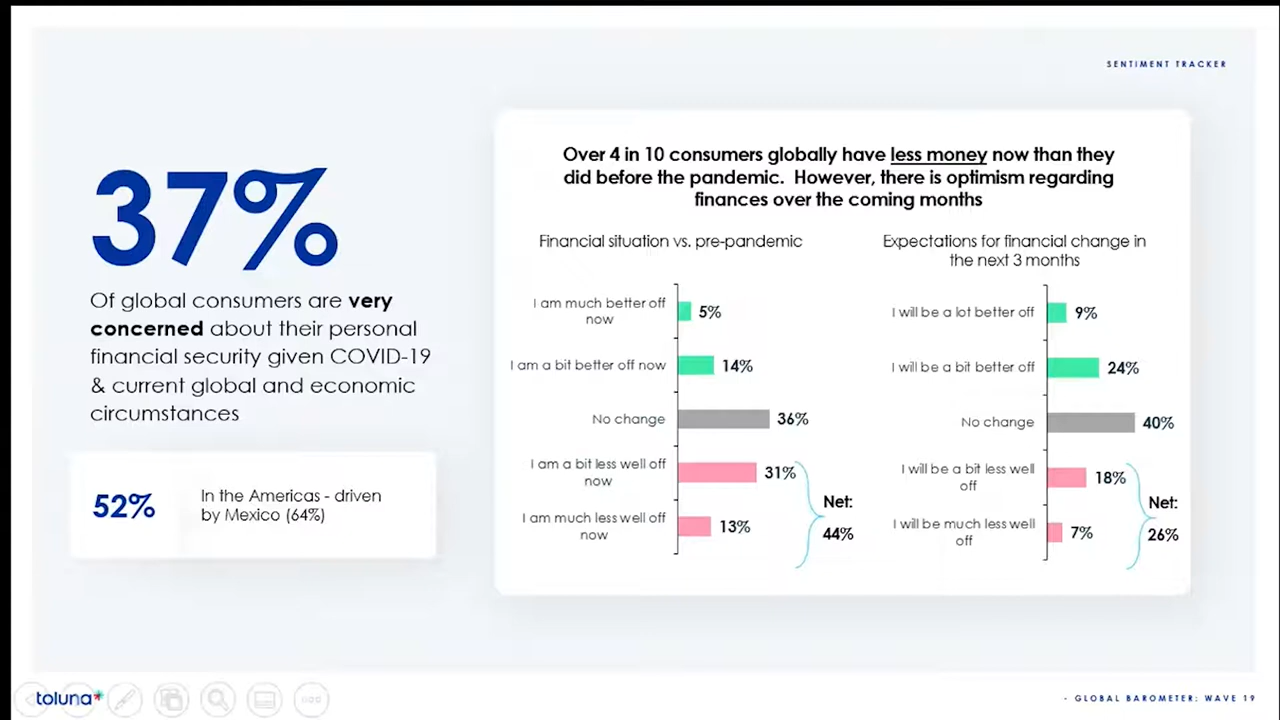 SENTIMENT TRACKER
37%
Of global consumers are very
concerned about their personal
financial security given COVID-19
& current global and economic
circumstances
52%
In the Americas - driven
by Mexico (64%)
Over 4 in 10 consumers globally have less money now than they
did before the pandemic. However, there is optimism regarding
finances over the coming months
Financial situation vs. pre-pandemic
I am much better off
now
5%
I am a bit better off now
14%
No change
36%
I am a bit less well off
now
31%
I am much less well off
now
13%
Net:
44%
Expectations for financial change in
the next 3 months
I will be a lot better off
9%
I will be a bit better off
24%
No change
40%
I will be a bit less well
off
18%
I will be much less well
off
7%
Net:
26%
toluna*
- GLOBAL BAROMETER: WAVE 19